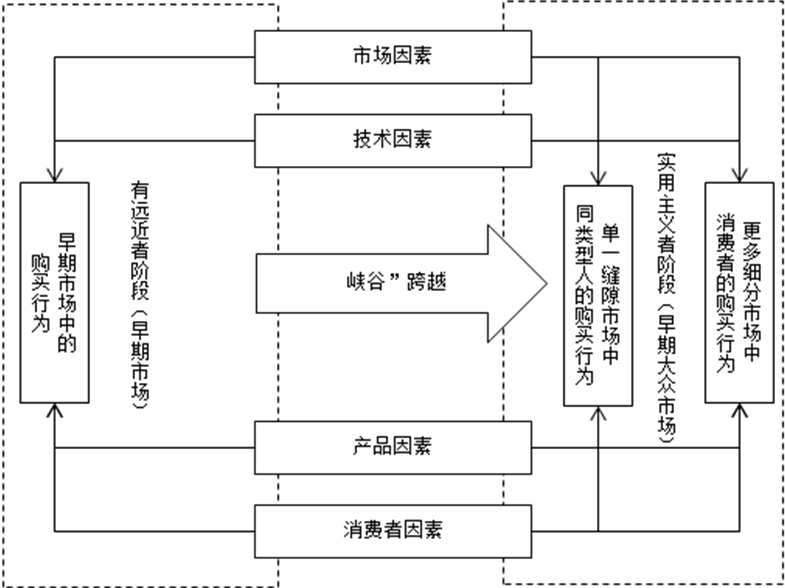 市场因素
技术因素
早期市场中的
购买行为
有远近者阶段（早期市场）
峡谷”跨越
单一缝隙市场中
同类型人的购买行为
实用主义者阶段（早期大众市场）
更多细分市场中
消费者的购买行为
产品因素
消费者因素